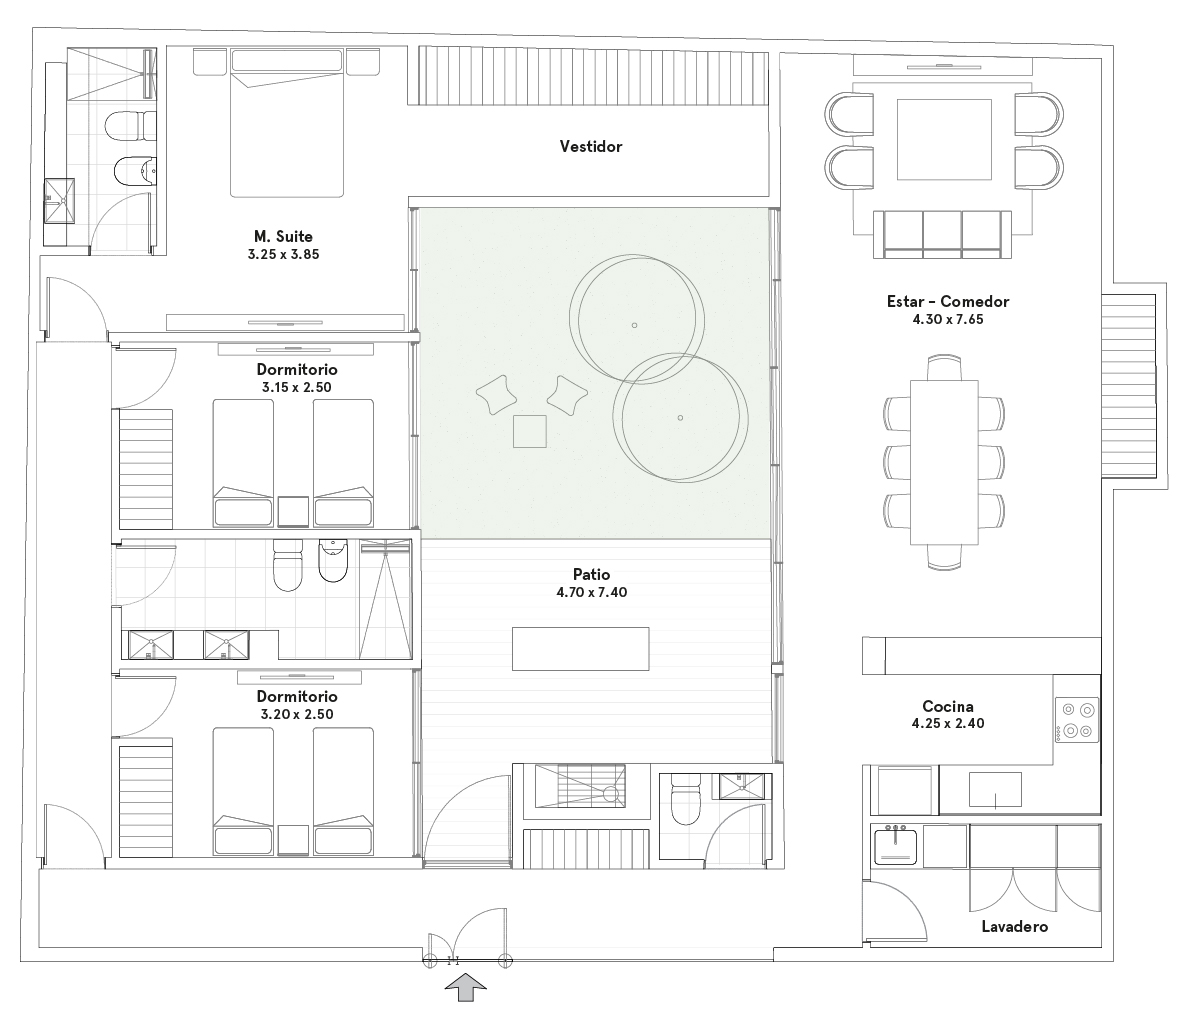 Vestidor
M. Suite
3.25 x 3.85
Estar - Comedor
4.30 x 7.65
Dormitorio
3.15 x 2.50
Patio
4.70 x 7.40
Dormitorio
3.20 x 2.50
Cocina
4.25 x 2.40
Lavadero